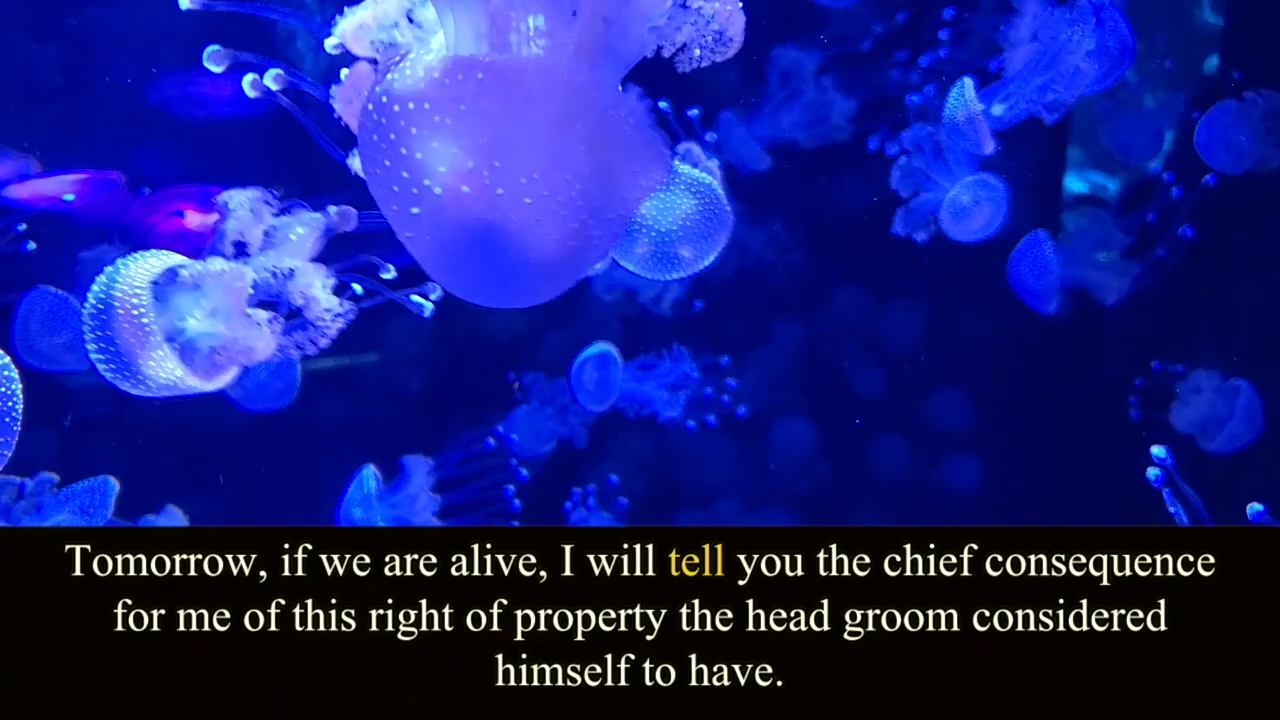 Tomorrow, if we are alive, I will tell you the chief consequence
for me of this right of property the head groom considered
himself to have.